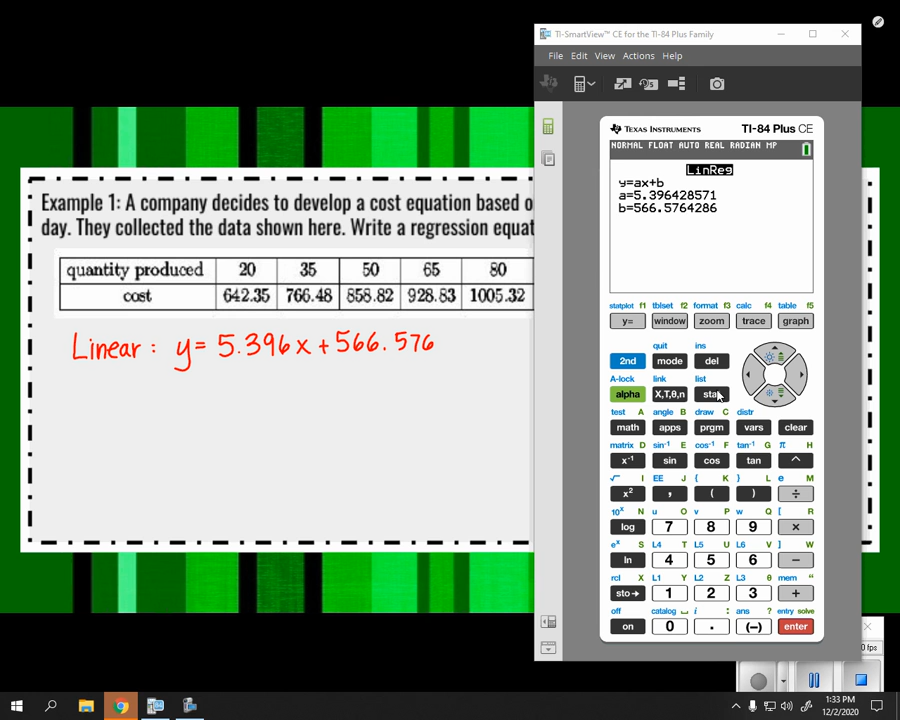 TI-SmartView™ CE for the TI-84 Plus Family
File Edit View Actions Help
TEXAS INSTRUMENTS TI-84 Plus CE
NORMAL FLOAT AUTO REAL RADIAN MP
LinReg
y=ax+b
a=5.396428571
b=566.5764286
Example 1: A company decides to develop a cost equation based o
day. They collected the data shown here. Write a regression equat
quantity produced 20 35 50 65 80
cost 642.35 766.48 858.82 928.83 1005.32
Linear: y= 5.396x+566.576
statplot f1 tblset f2 format f3 calc f4 table f5
y= window zoom trace graph
quit ins
2nd mode del
A-lock link list
alpha X,T,θ,n stat
test A angle B draw C distr
math apps prgm vars clear
matrix D sin⁻¹ E cos⁻¹ F tan⁻¹ G π H
x⁻¹ sin cos tan ^
√ I EE J { K } L e M
x² , ( ) ÷
10ˣ N u O v P w Q [ R
log 7 8 9 ×
eˣ S L4 T L5 U L6 V ] W
ln 4 5 6 −
rcl X L1 Y L2 Z L3 θ mem "
sto→ 1 2 3 +
off catalog i : ans ? entry solve
on 0 . (−) enter
0 fps
1:33 PM
12/2/2020